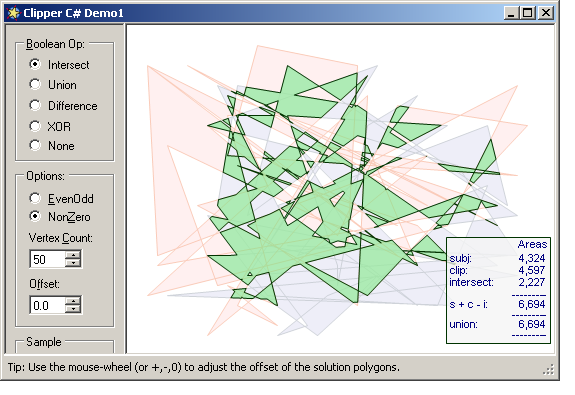 Clipper C# Demo1
Boolean Op:
Intersect
Union
Difference
XOR
None
Options:
EvenOdd
NonZero
Vertex Count:
50
Offset:
0.0
Sample
Areas
subj: 4,324
clip: 4,597
intersect: 2,227
---------
s + c - i: 6,694
---------
union: 6,694
---------
Tip: Use the mouse-wheel (or +,-,0) to adjust the offset of the solution polygons.